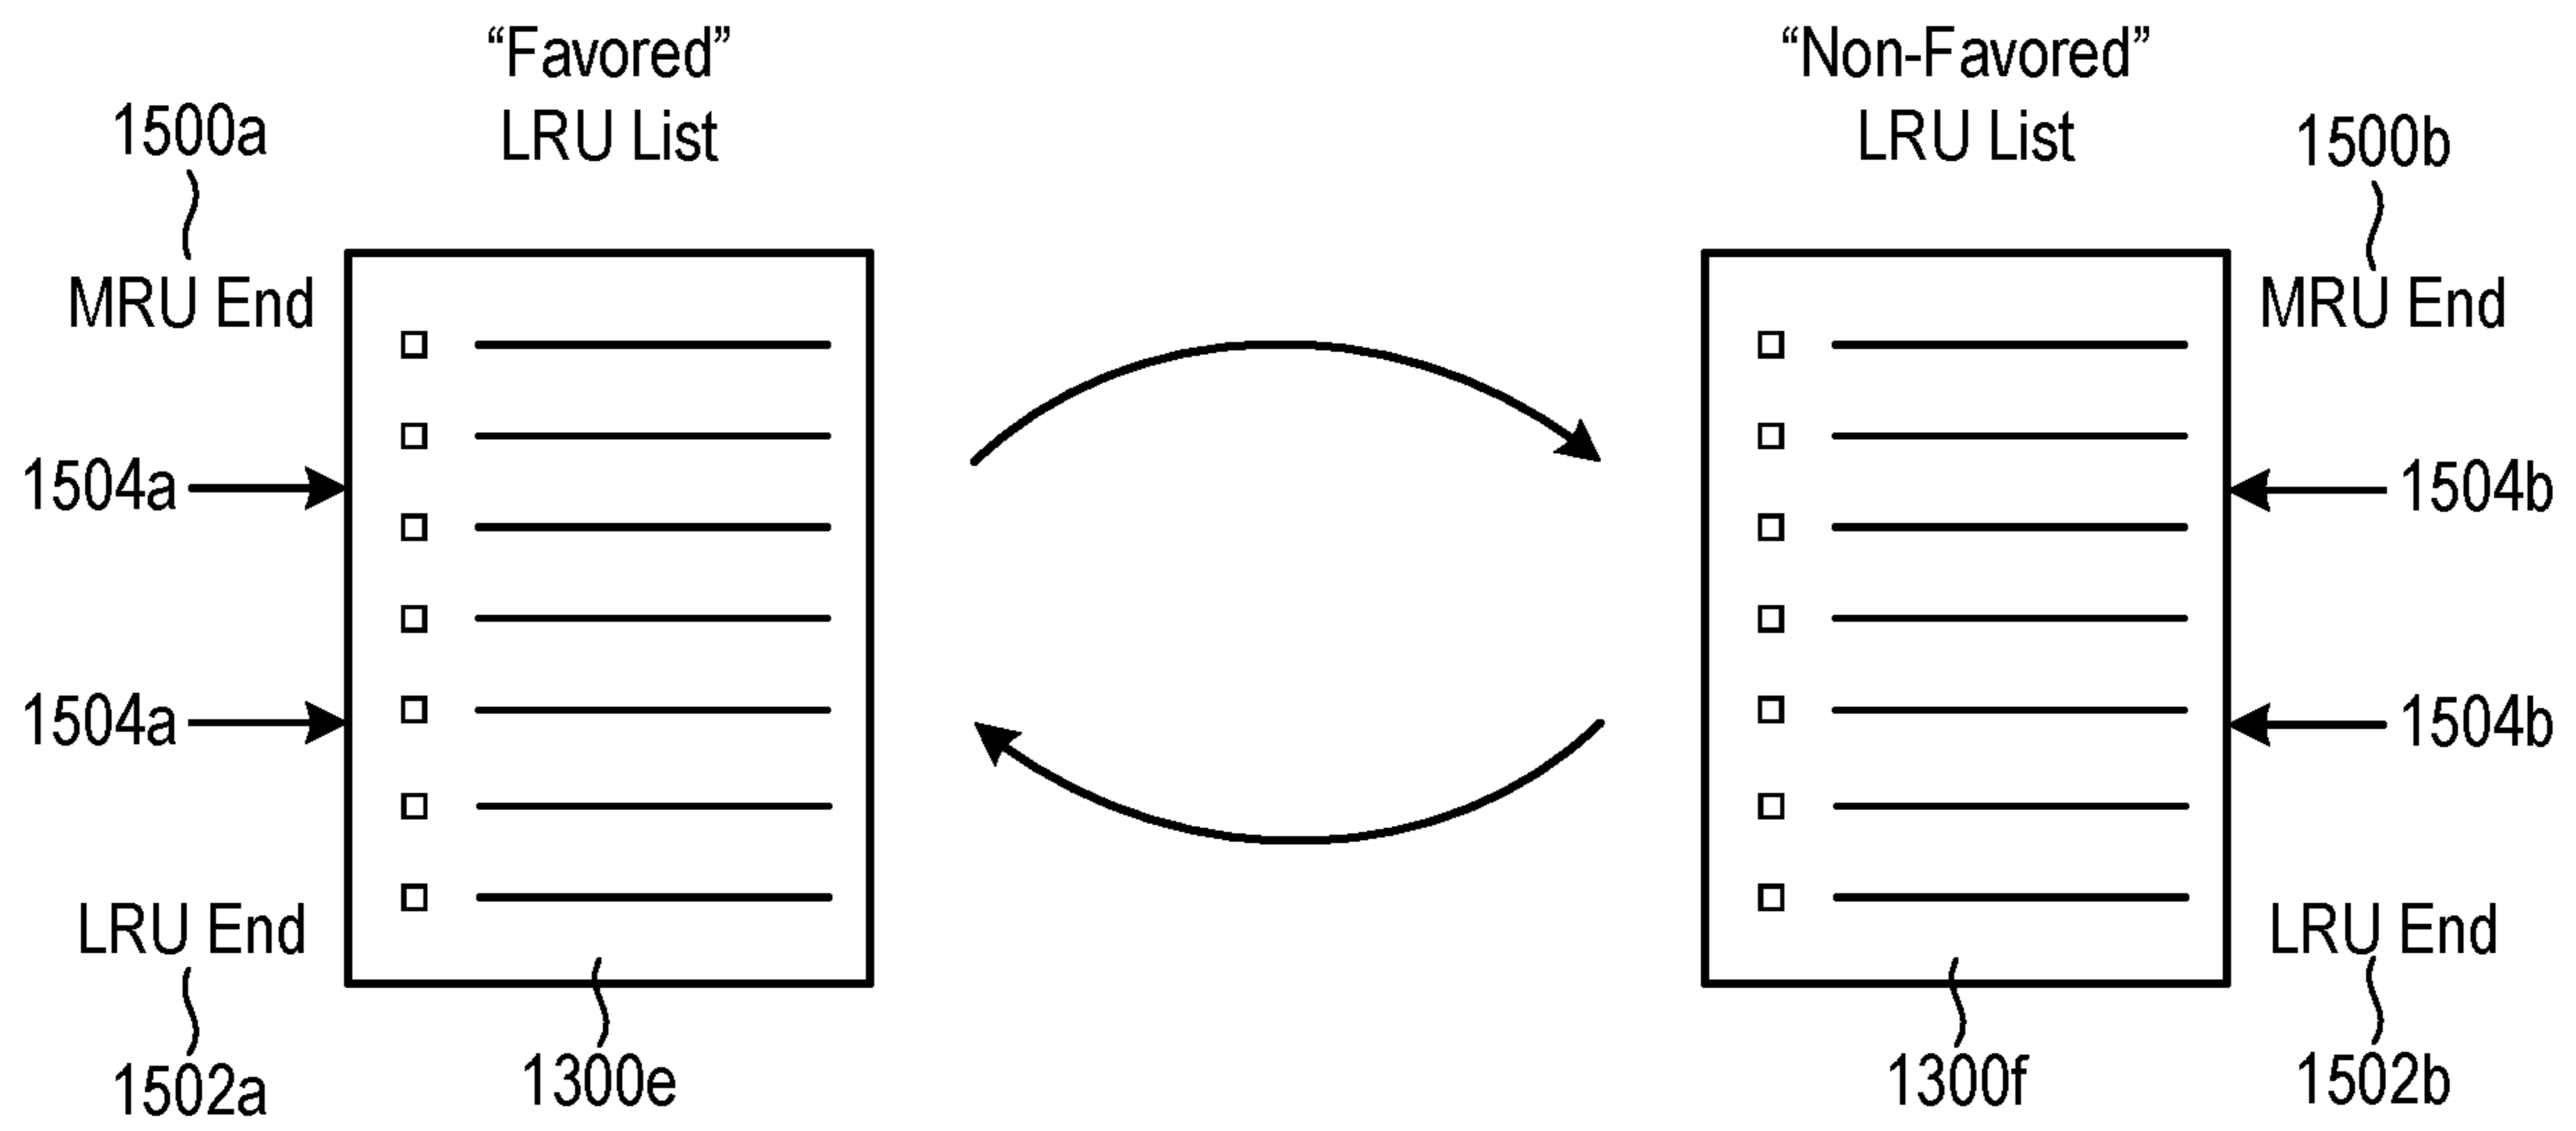 “Favored”
LRU List
1500a
MRU End
1504a
1504a
LRU End
1502a
1300e
“Non-Favored”
LRU List
1500b
MRU End
1504b
1504b
LRU End
1502b
1300f